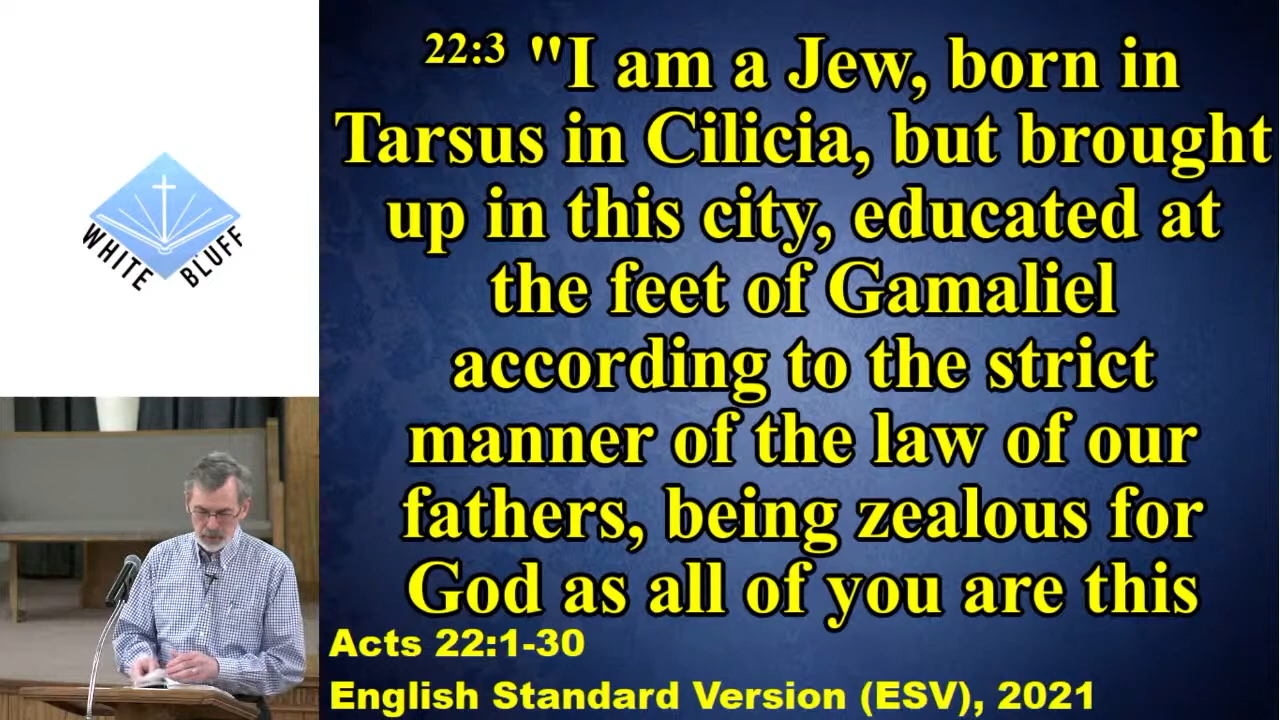 WHITE BLUFF
22:3 "I am a Jew, born in
Tarsus in Cilicia, but brought
up in this city, educated at
the feet of Gamaliel
according to the strict
manner of the law of our
fathers, being zealous for
God as all of you are this
Acts 22:1-30
English Standard Version (ESV), 2021